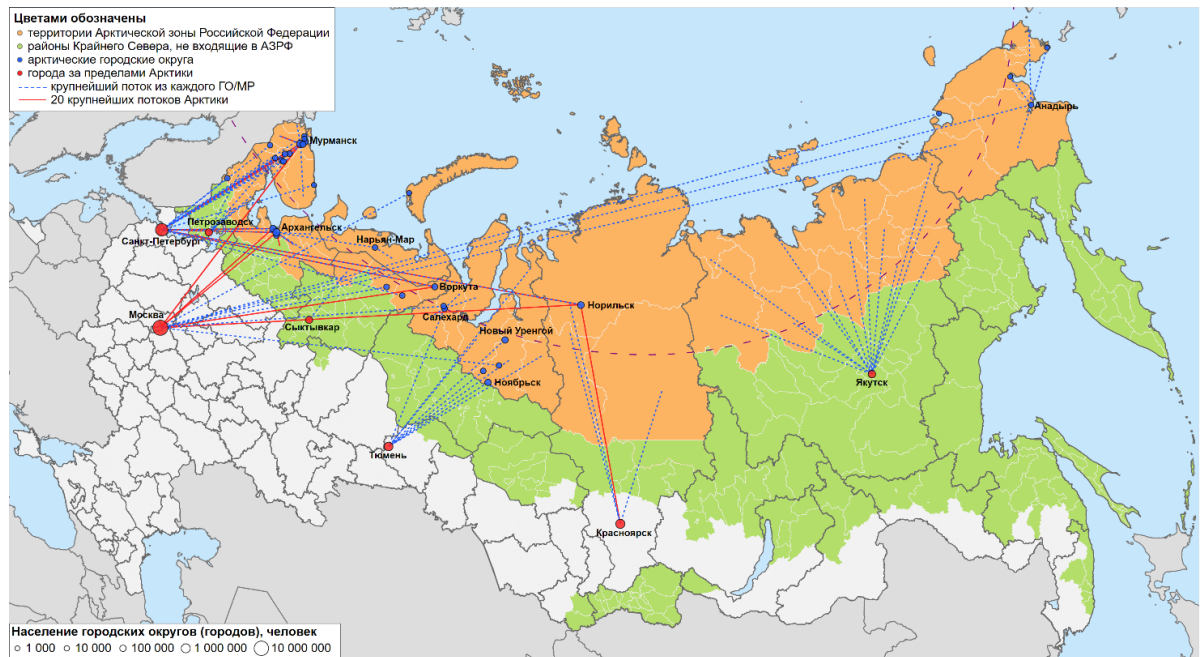 Цветами обозначены
территории Арктической зоны Российской Федерации
районы Крайнего Севера, не входящие в АЗРФ
арктические городские округа
города за пределами Арктики
крупнейший поток из каждого ГО/МР
20 крупнейших потоков Арктики
Анадырь
Мурманск
Петрозаводск
Архангельск
Санкт-Петербург
Нарьян-Мар
Воркута
Норильск
Москва
Салехард
Сыктывкар
Новый Уренгой
Ноябрьск
Якутск
Тюмень
Красноярск
Население городских округов (городов), человек
1 000 10 000 100 000 1 000 000 10 000 000